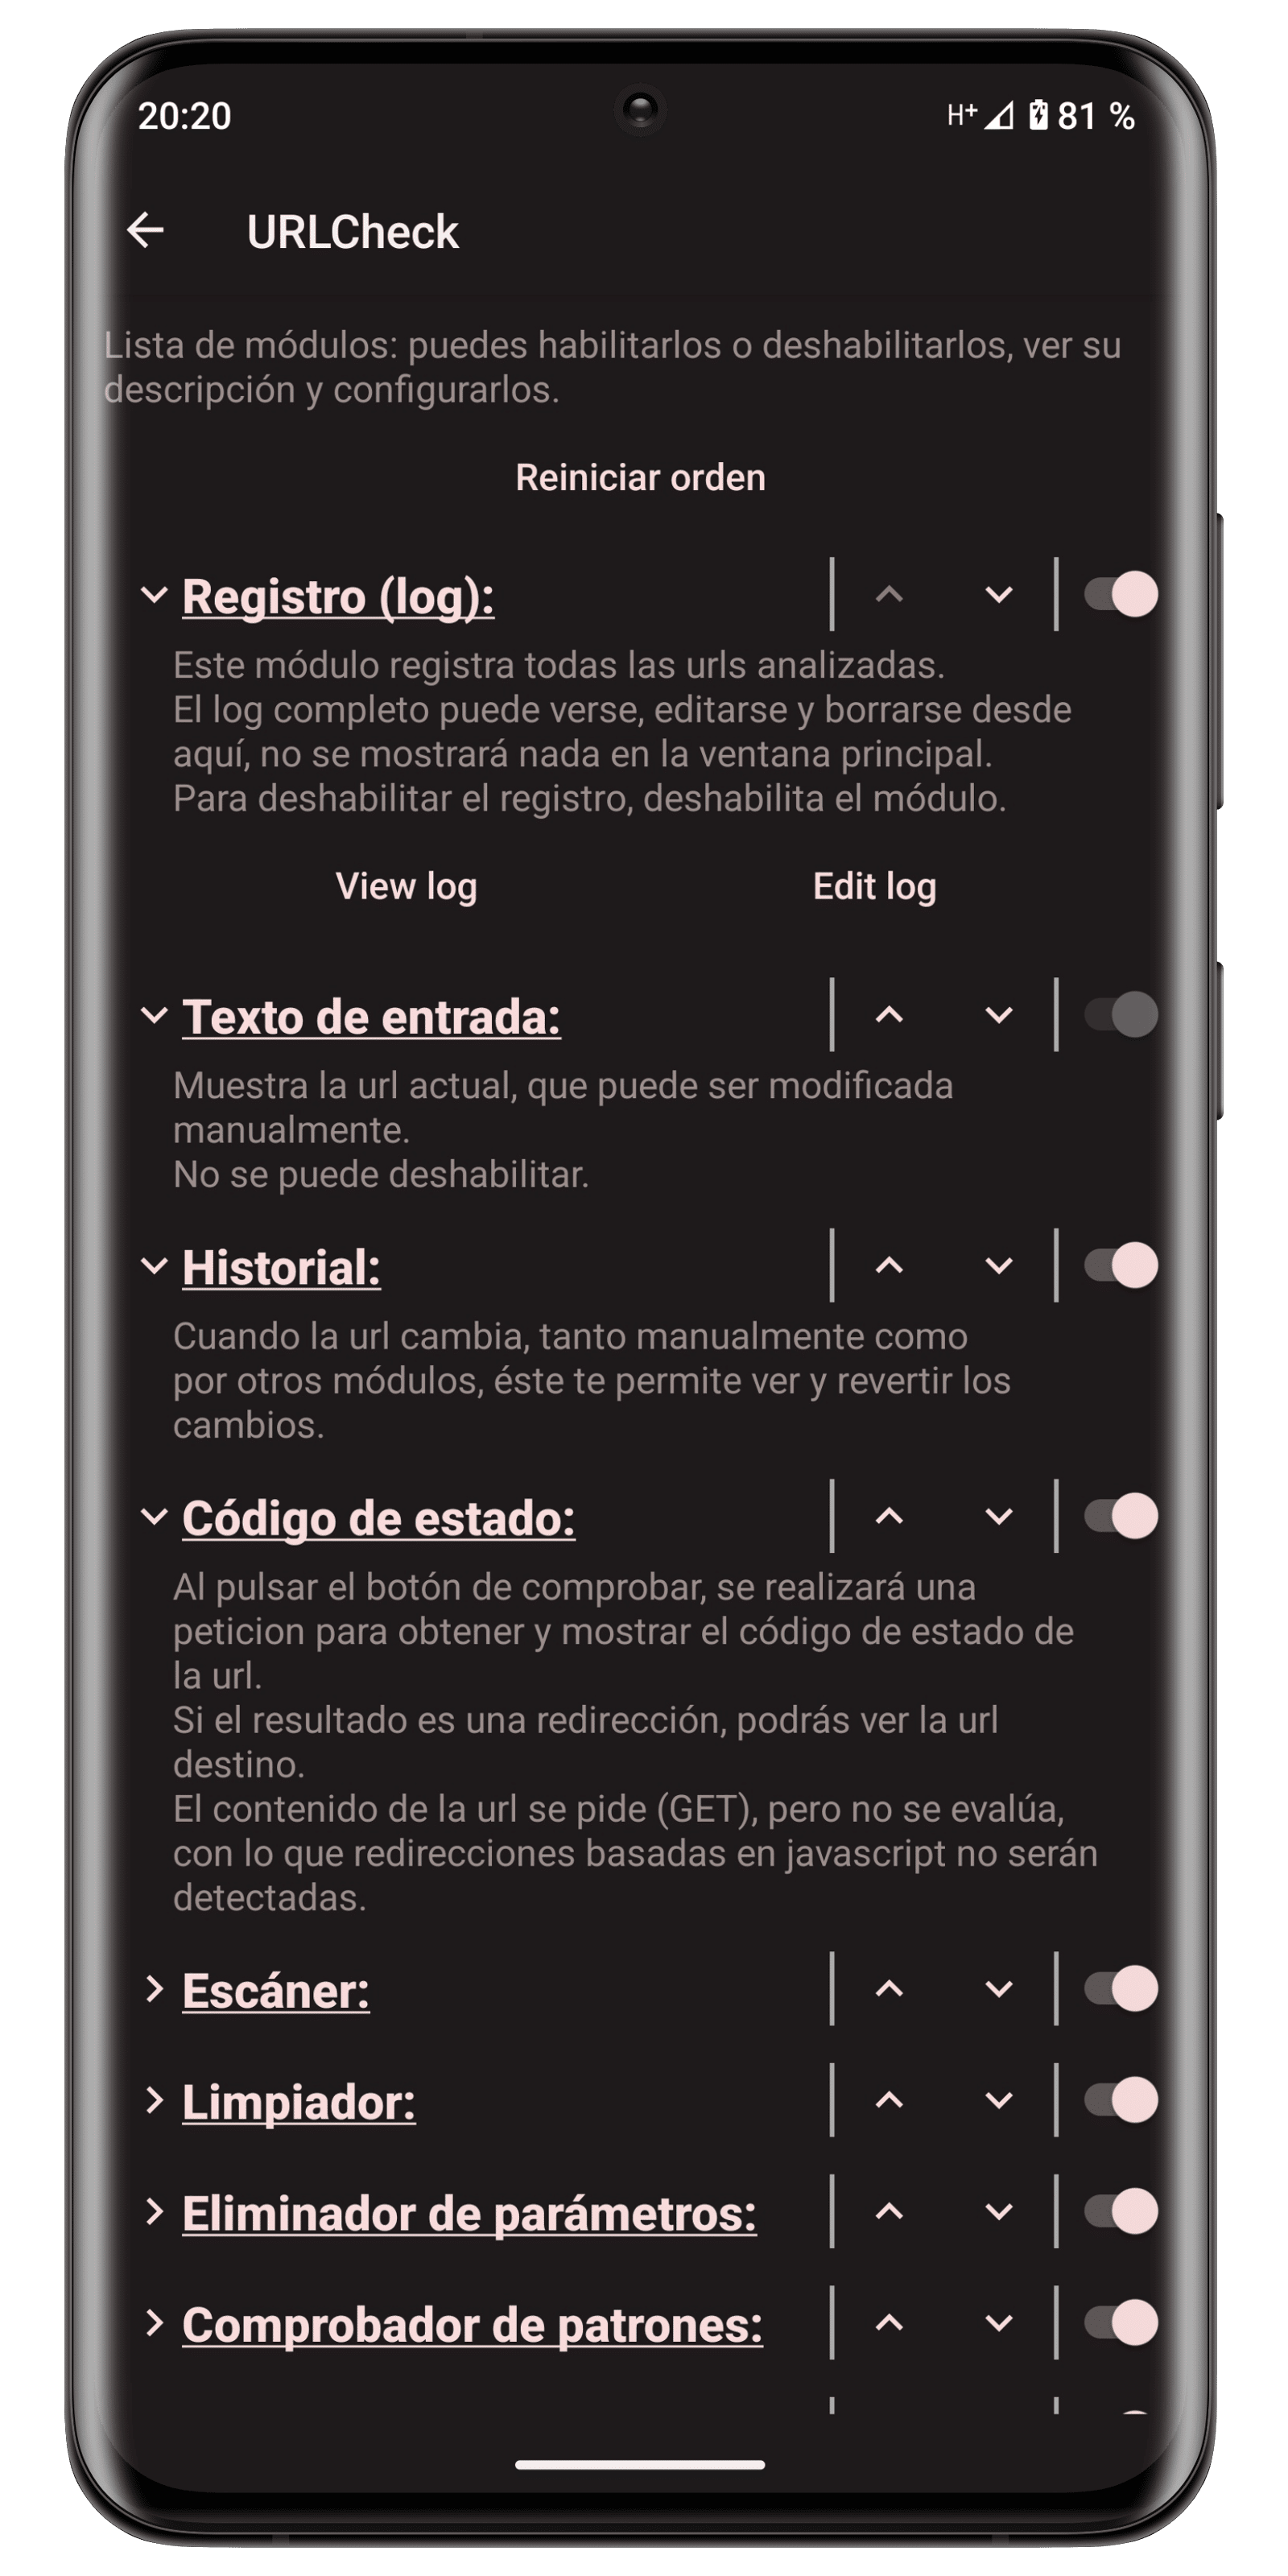 20:20
H+ 81 %
URLCheck
Lista de módulos: puedes habilitarlos o deshabilitarlos, ver su
descripción y configurarlos.
Reiniciar orden
Registro (log):
Este módulo registra todas las urls analizadas.
El log completo puede verse, editarse y borrarse desde
aquí, no se mostrará nada en la ventana principal.
Para deshabilitar el registro, deshabilita el módulo.
View log Edit log
Texto de entrada:
Muestra la url actual, que puede ser modificada
manualmente.
No se puede deshabilitar.
Historial:
Cuando la url cambia, tanto manualmente como
por otros módulos, éste te permite ver y revertir los
cambios.
Código de estado:
Al pulsar el botón de comprobar, se realizará una
peticion para obtener y mostrar el código de estado de
la url.
Si el resultado es una redirección, podrás ver la url
destino.
El contenido de la url se pide (GET), pero no se evalúa,
con lo que redirecciones basadas en javascript no serán
detectadas.
Escáner:
Limpiador:
Eliminador de parámetros:
Comprobador de patrones: